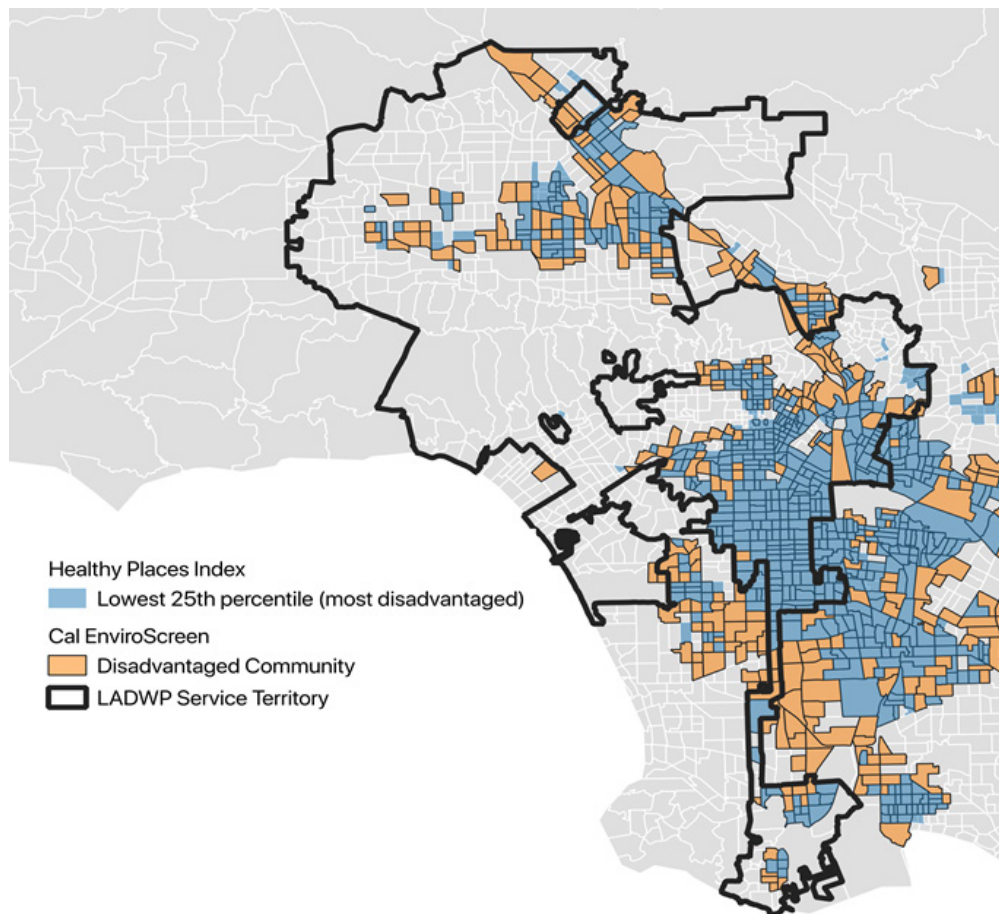 Healthy Places Index
Lowest 25th percentile (most disadvantaged)
Cal EnviroScreen
Disadvantaged Community
LADWP Service Territory